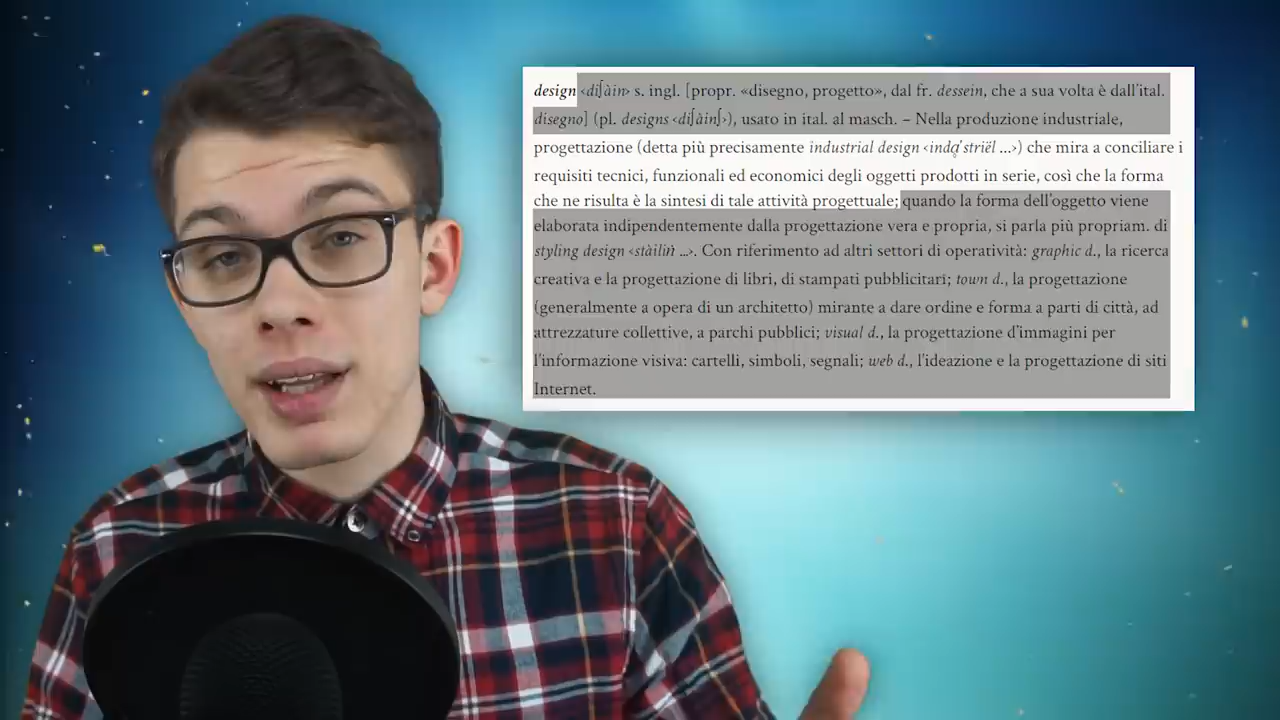 design ‹diʃàin› s. ingl. [propr. «disegno, progetto», dal fr. dessein, che a sua volta è dall'ital.
disegno] (pl. designs ‹diʃàinʃ›), usato in ital. al masch. – Nella produzione industriale,
progettazione (detta più precisamente industrial design ‹indḁ′striël ...›) che mira a conciliare i
requisiti tecnici, funzionali ed economici degli oggetti prodotti in serie, così che la forma
che ne risulta è la sintesi di tale attività progettuale; quando la forma dell'oggetto viene
elaborata indipendentemente dalla progettazione vera e propria, si parla più propriam. di
styling design ‹stàiliṅ ...›. Con riferimento ad altri settori di operatività: graphic d., la ricerca
creativa e la progettazione di libri, di stampati pubblicitarî; town d., la progettazione
(generalmente a opera di un architetto) mirante a dare ordine e forma a parti di città, ad
attrezzature collettive, a parchi pubblici; visual d., la progettazione d'immagini per
l'informazione visiva: cartelli, simboli, segnali; web d., l'ideazione e la progettazione di siti
Internet.